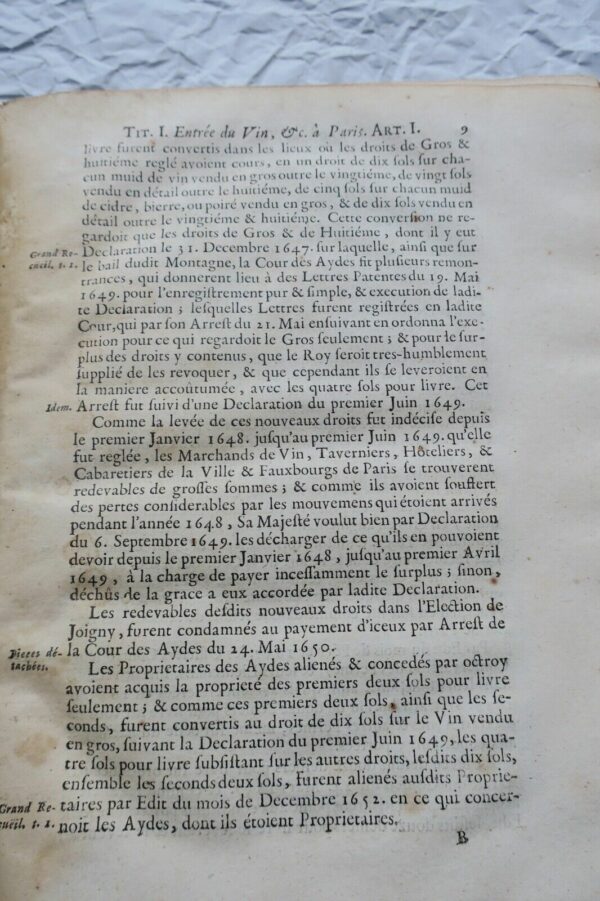 TIT. I. Entrée du Vin, &c. à Paris. ART. I. 9
livre furent convertis dans les lieux où les droits de Gros &
huitiéme reglé avoient cours, en un droit de dix sols sur cha-
cun muid de vin vendu en gros outre le vingtiéme, de vingt sols
vendu en détail outre le huitiéme, de cinq sols sur chacun muid
de cidre, bierre, ou poiré vendu en gros, & de dix sols vendu en
détail outre le vingtiéme & huitiéme. Cette conversion ne re-
gardoit que les droits de Gros & de Huitiéme, dont il y eut
Grand Re- Declaration le 31. Decembre 1647. sur laquelle, ainsi que sur
cueil. t. 1. le bail dudit Montagne, la Cour des Aydes fit plusieurs remon-
trances, qui donnerent lieu à des Lettres Patentes du 19. Mai
1649. pour l'enregistrement pur & simple, & execution de ladi-
te Declaration ; lesquelles Lettres furent registrées en ladite
Cour, qui par son Arrest du 21. Mai ensuivant en ordonna l'exe-
cution pour ce qui regardoit le Gros seulement ; & pour le sur-
plus des droits y contenus, que le Roy seroit tres-humblement
supplié de les revoquer, & que cependant ils se leveroient en
la maniere accoûtumée, avec les quatre sols pour livre. Cet
Idem. Arrest fut suivi d'une Declaration du premier Juin 1649.
Comme la levée de ces nouveaux droits fut indécise depuis
le premier Janvier 1648. jusqu'au premier Juin 1649. qu'elle
fut reglée, les Marchands de Vin, Taverniers, Hôteliers, &
Cabaretiers de la Ville & Fauxbourgs de Paris se trouverent
redevables de grosses sommes ; & comme ils avoient souffert
des pertes considerables par les mouvemens qui étoient arrivés
pendant l'année 1648, Sa Majesté voulut bien par Declaration
du 6. Septembre 1649. les décharger de ce qu'ils en pouvoient
devoir depuis le premier Janvier 1648, jusqu'au premier Avril
1649, à la charge de payer incessamment le surplus ; sinon,
déchûs de la grace a eux accordée par ladite Declaration.
Les redevables desdits nouveaux droits dans l'Election de
Joigny, furent condamnés au payement d'iceux par Arrest de
Pieces dé- la Cour des Aydes du 24. Mai 1650.
tachées. Les Proprietaires des Aydes alienés & concedés par octroy
avoient acquis la proprieté des premiers deux sols pour livre
seulement ; & comme ces premiers deux sols, ainsi que les se-
conds, furent convertis au droit de dix sols sur le Vin vendu
en gros, suivant la Declaration du premier Juin 1649, les qua-
tre sols pour livre subsistant sur les autres droits, lesdits dix sols,
ensemble les seconds deux sols, furent alienés ausdits Proprie-
Grand Re- taires par Edit du mois de Decembre 1652. en ce qui concer-
cueil. t. 1. noit les Aydes, dont ils étoient Proprietaires.
B